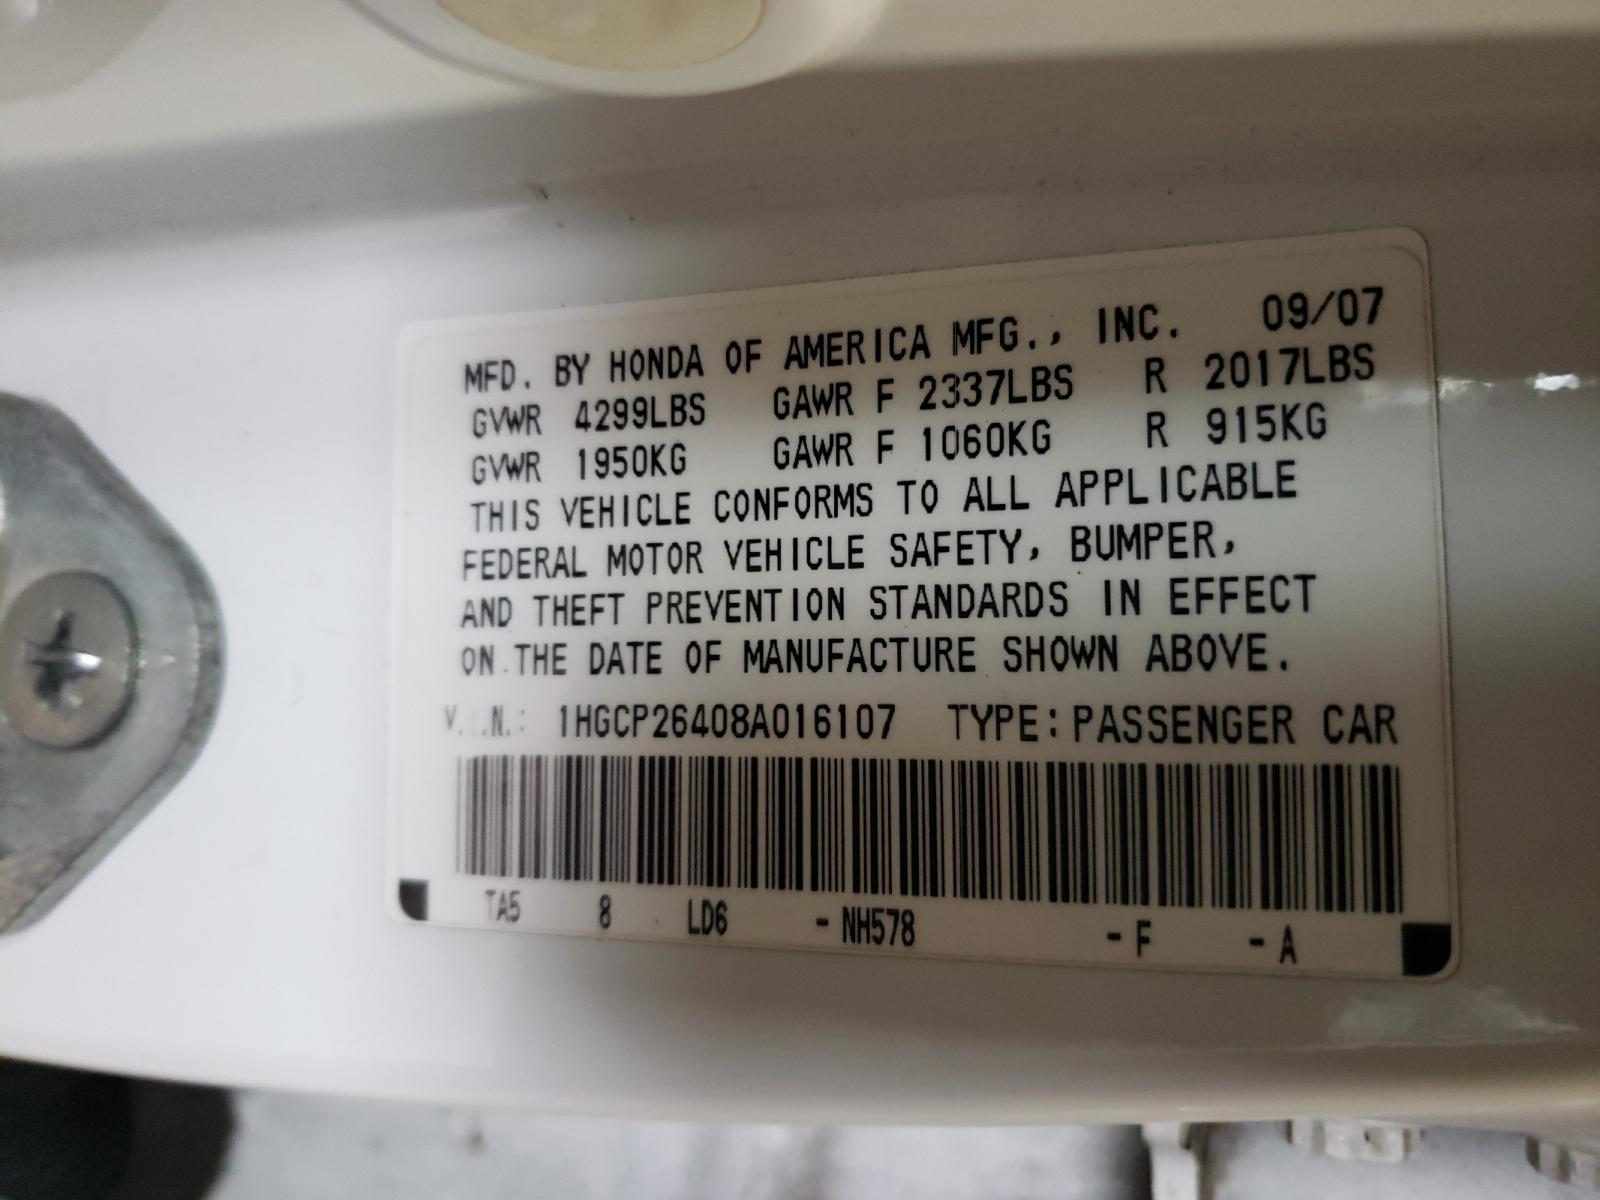 MFD. BY HONDA OF AMERICA MFG., INC. 09/07
GVWR 4299LBS GAWR F 2337LBS R 2017LBS
GVWR 1950KG GAWR F 1060KG R 915KG
THIS VEHICLE CONFORMS TO ALL APPLICABLE
FEDERAL MOTOR VEHICLE SAFETY, BUMPER,
AND THEFT PREVENTION STANDARDS IN EFFECT
ON THE DATE OF MANUFACTURE SHOWN ABOVE.
V.I.N.: 1HGCP26408A016107 TYPE: PASSENGER CAR
TA5 8 LD6 -NH578 -F -A